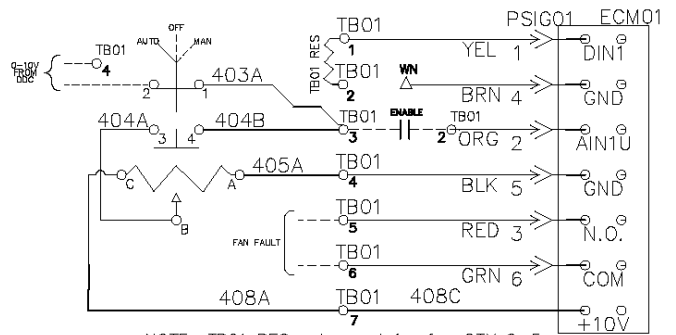 OFF
AUTO
MAN
0-10V
FROM
DDC
TB01
4
2
1
403A
404A
3
4
404B
C
A
405A
B
FAN FAULT
408A
TB01 RES
TB01
1
YEL 1
TB01
2
WN
BRN 4
TB01
3
ENABLE
TB01
2
ORG 2
TB01
4
BLK 5
TB01
5
RED 3
TB01
6
GRN 6
TB01
7
408C
PSIG01
ECM01
DIN1
GND
AIN1U
GND
N.O.
COM
+10V
NOTE: TB01 RES